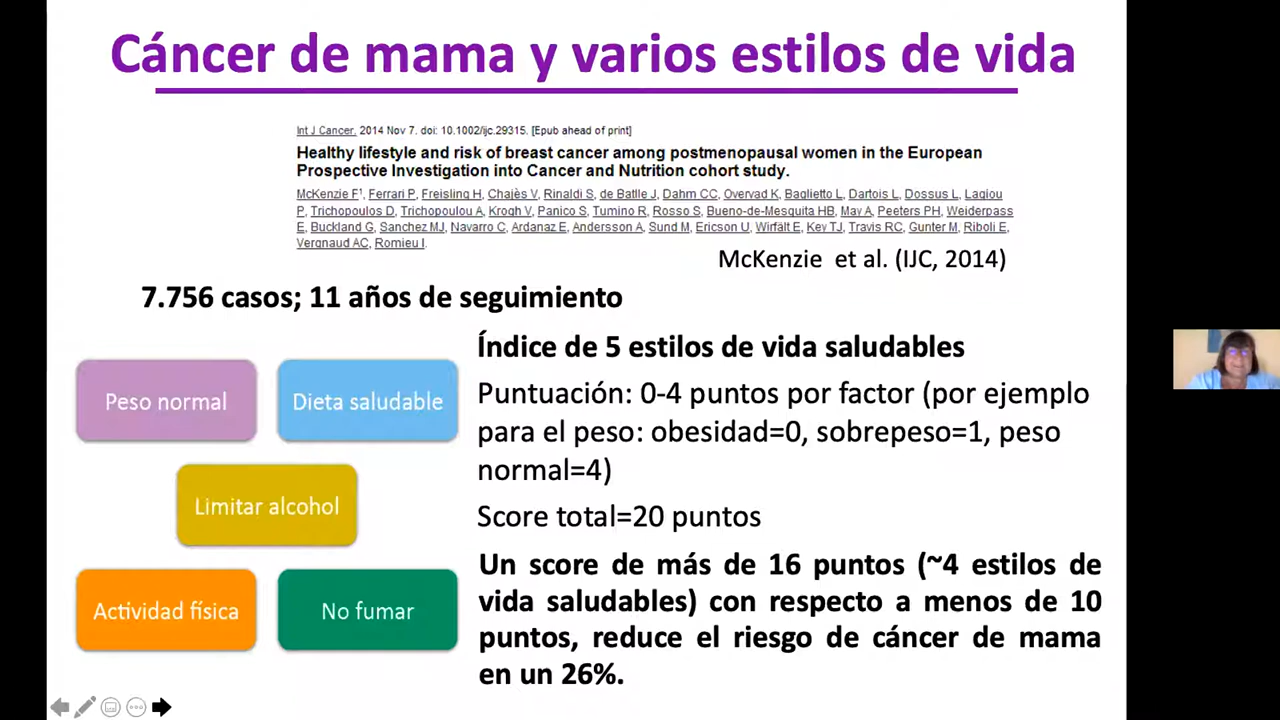 Cáncer de mama y varios estilos de vida
Int J Cancer. 2014 Nov 7. doi: 10.1002/ijc.29315. [Epub ahead of print]
Healthy lifestyle and risk of breast cancer among postmenopausal women in the European
Prospective Investigation into Cancer and Nutrition cohort study.
McKenzie F¹, Ferrari P, Freisling H, Chajès V, Rinaldi S, de Batlle J, Dahm CC, Overvad K, Baglietto L, Dartois L, Dossus L, Lagiou
P, Trichopoulos D, Trichopoulou A, Krogh V, Panico S, Tumino R, Rosso S, Bueno-de-Mesquita HB, May A, Peeters PH, Weiderpass
E, Buckland G, Sanchez MJ, Navarro C, Ardanaz E, Andersson A, Sund M, Ericson U, Wirfält E, Key TJ, Travis RC, Gunter M, Riboli E,
Vergnaud AC, Romieu I.
McKenzie et al. (IJC, 2014)
7.756 casos; 11 años de seguimiento
Peso normal
Dieta saludable
Limitar alcohol
Actividad física
No fumar
Índice de 5 estilos de vida saludables
Puntuación: 0-4 puntos por factor (por ejemplo
para el peso: obesidad=0, sobrepeso=1, peso
normal=4)
Score total=20 puntos
Un score de más de 16 puntos (~4 estilos de
vida saludables) con respecto a menos de 10
puntos, reduce el riesgo de cáncer de mama
en un 26%.